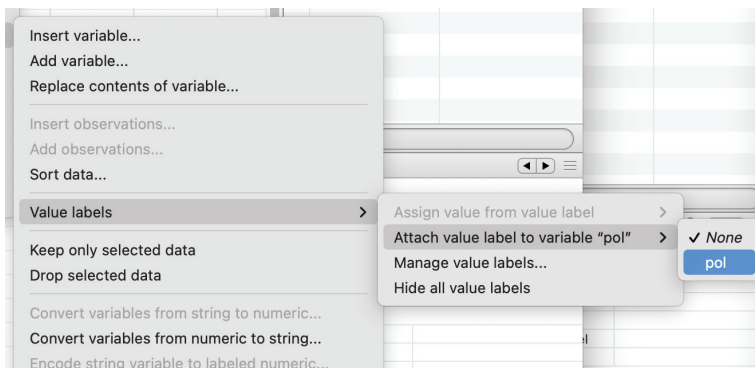 Insert variable...
Add variable...
Replace contents of variable...
Insert observations...
Add observations...
Sort data...
Value labels
Assign value from value label
Attach value label to variable “pol”
✓ None
Manage value labels...
pol
Hide all value labels
Keep only selected data
Drop selected data
Convert variables from string to numeric...
Convert variables from numeric to string...
Encode string variable to labeled numeric...